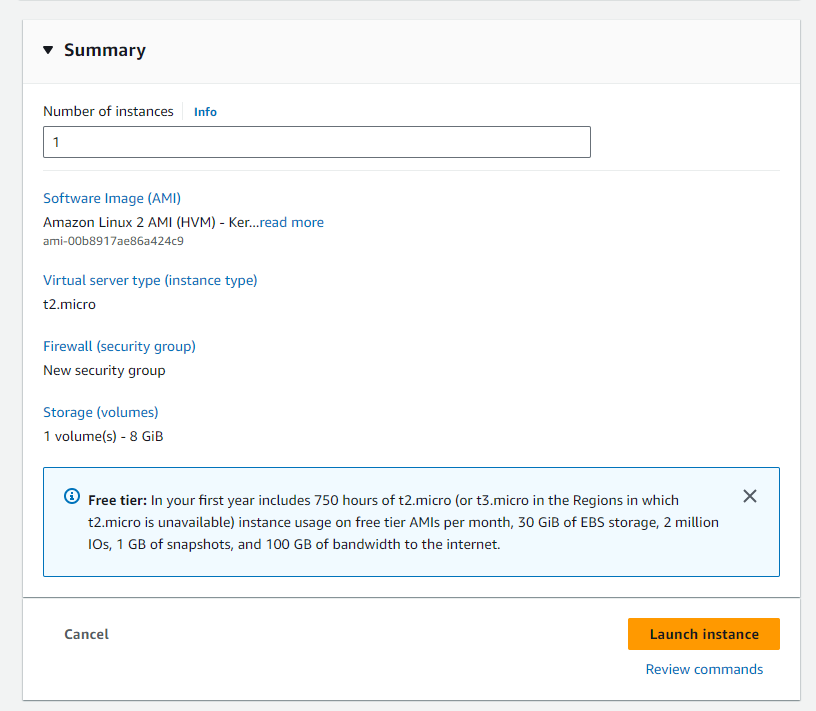 Summary
Number of instances Info
1
Software Image (AMI)
Amazon Linux 2 AMI (HVM) - Ker...read more
ami-00b8917ae86a424c9
Virtual server type (instance type)
t2.micro
Firewall (security group)
New security group
Storage (volumes)
1 volume(s) - 8 GiB
Free tier: In your first year includes 750 hours of t2.micro (or t3.micro in the Regions in which
t2.micro is unavailable) instance usage on free tier AMIs per month, 30 GiB of EBS storage, 2 million
IOs, 1 GB of snapshots, and 100 GB of bandwidth to the internet.
Cancel
Launch instance
Review commands